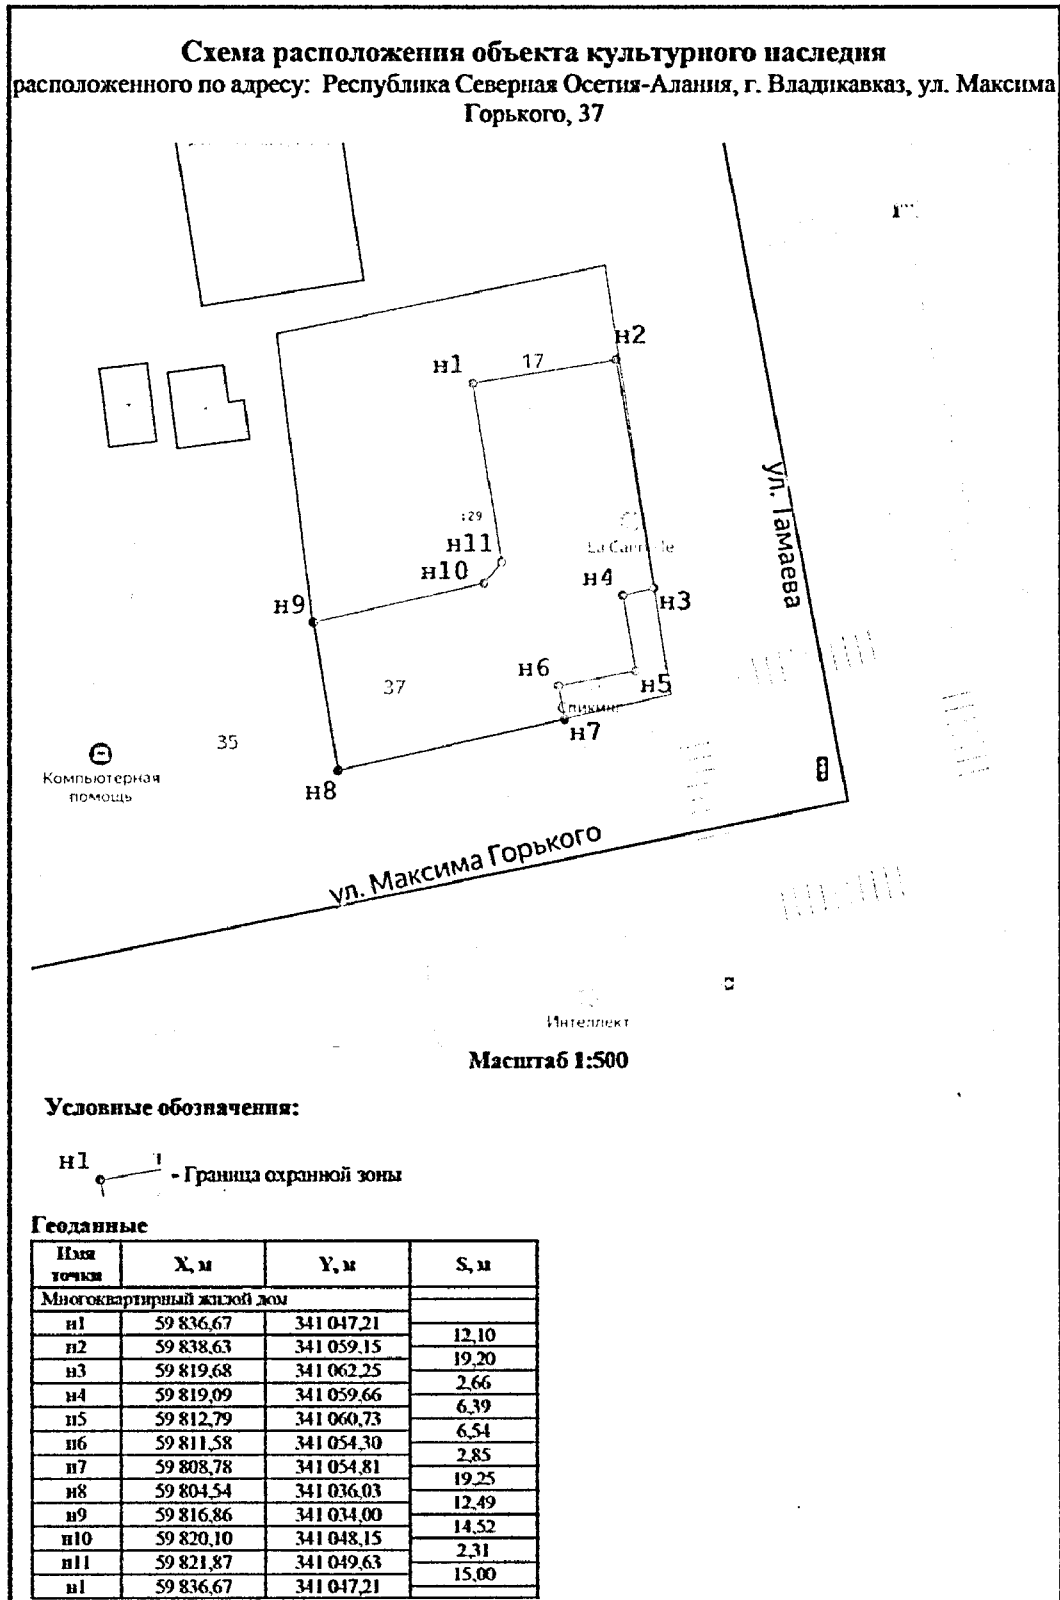 Схема расположения объекта культурного наследия
расположенного по адресу: Республика Северная Осетия-Алания, г. Владикавказ, ул. Максима
Горького, 37
н2
н1
17
ул. Тамаева
:29
н11
La
н10
н4
н3
н9
н6
н5
37
н7
35
Компьютерная
помощь
н8
ул. Максима Горького
Интеллект
Масштаб 1:500
Условные обозначения:
н1
- Граница охранной зоны
Геоданные
Имя точки X, м Y, м S, м
Многоквартирный жилой дом
н1 59 836,67 341 047,21
12,10
н2 59 838,63 341 059,15
19,20
н3 59 819,68 341 062,25
2,66
н4 59 819,09 341 059,66
6,39
н5 59 812,79 341 060,73
6,54
н6 59 811,58 341 054,30
2,85
н7 59 808,78 341 054,81
19,25
н8 59 804,54 341 036,03
12,49
н9 59 816,86 341 034,00
14,52
н10 59 820,10 341 048,15
2,31
н11 59 821,87 341 049,63
15,00
н1 59 836,67 341 047,21